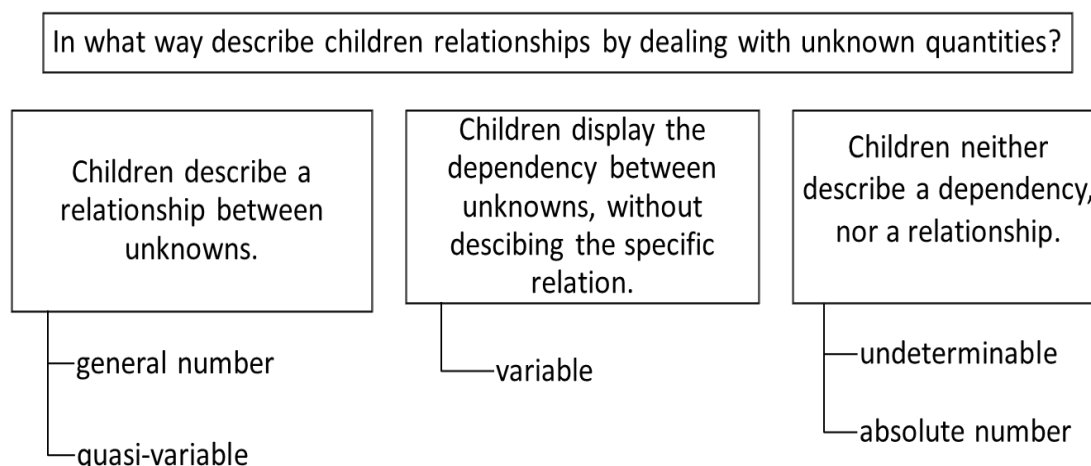 In what way describe children relationships by dealing with unknown quantities?
Children describe a
relationship between
unknowns.
general number
quasi-variable
Children display the
dependency between
unknowns, without
descibing the specific
relation.
variable
Children neither
describe a dependency,
nor a relationship.
undeterminable
absolute number